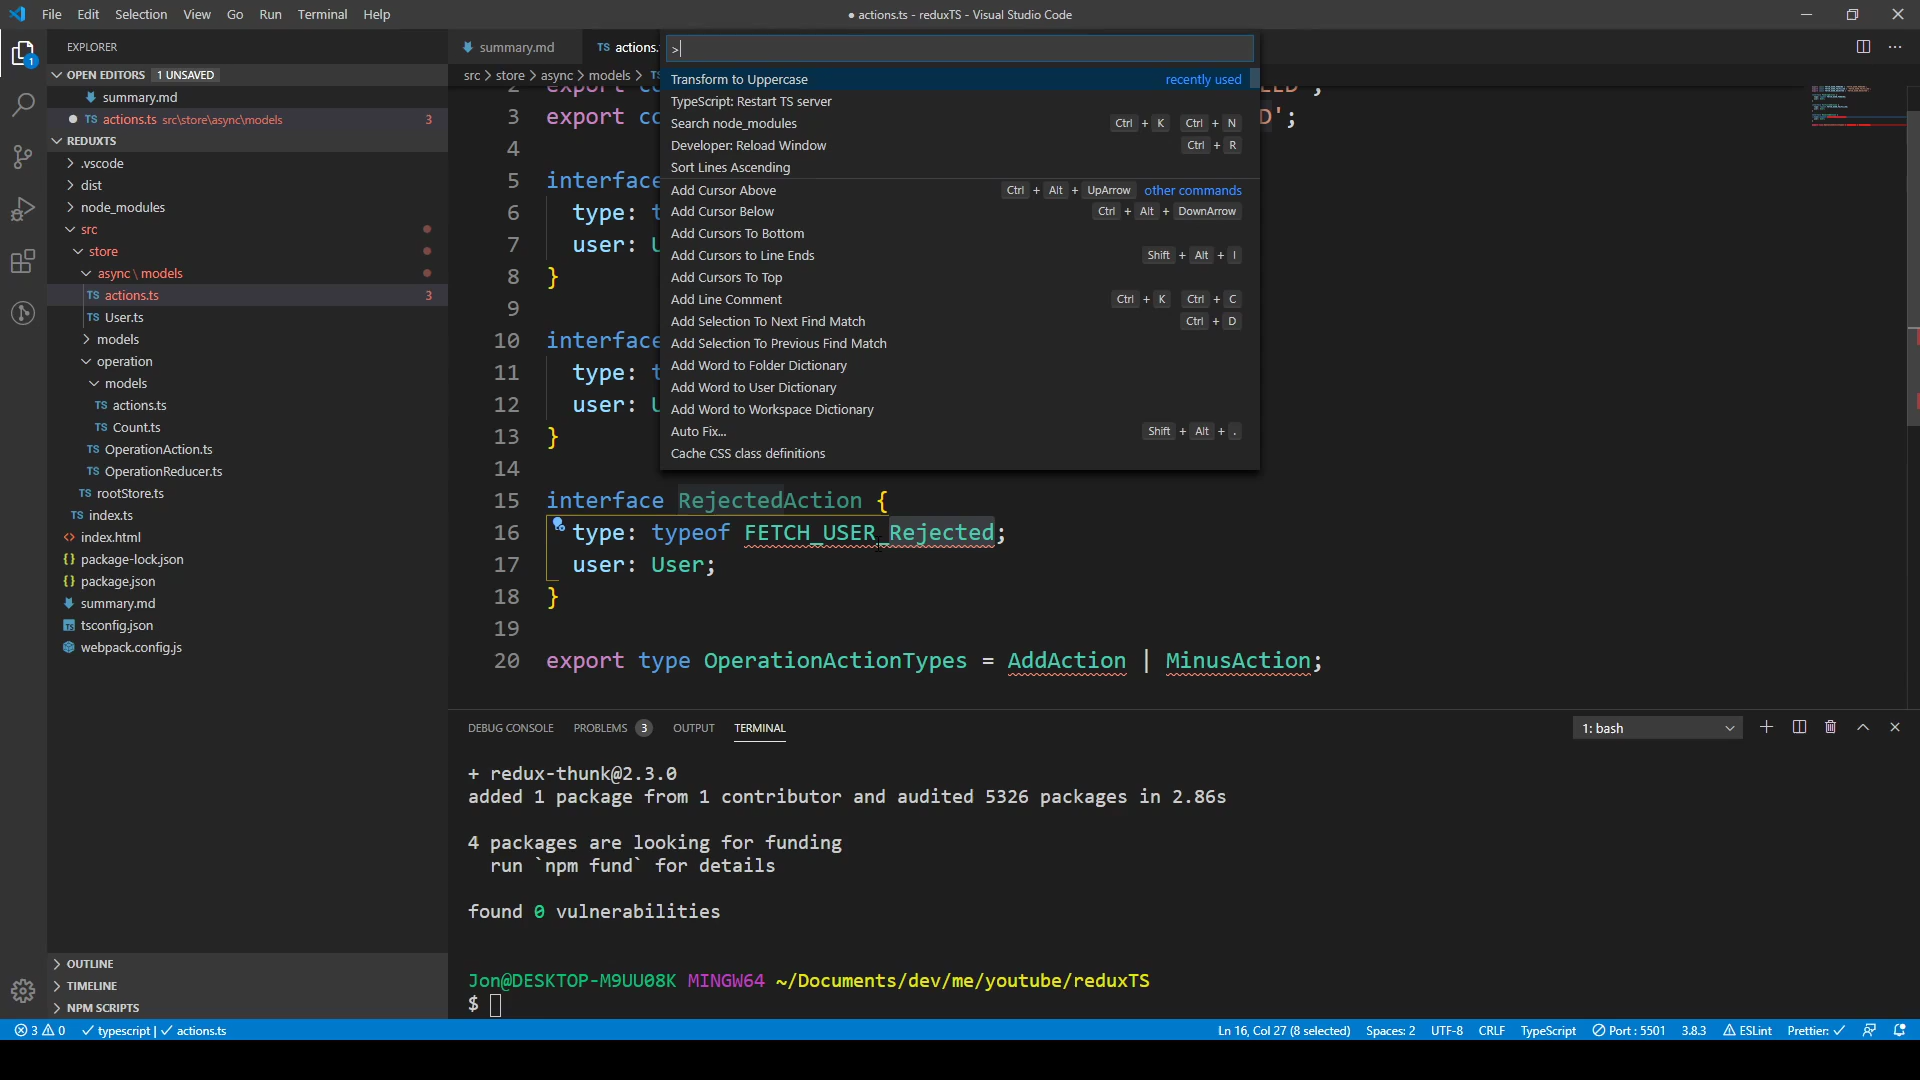 File Edit Selection View Go Run Terminal Help
● actions.ts - reduxTS - Visual Studio Code
EXPLORER
OPEN EDITORS 1 UNSAVED
summary.md
actions.ts src\store\async\models 3
REDUXTS
.vscode
dist
node_modules
src
store
async \ models
TS actions.ts 3
TS User.ts
models
operation
models
TS actions.ts
TS Count.ts
TS OperationAction.ts
TS OperationReducer.ts
TS rootStore.ts
TS index.ts
index.html
package-lock.json
package.json
summary.md
tsconfig.json
webpack.config.js
OUTLINE
TIMELINE
NPM SCRIPTS
summary.md TS actions.
src > store > async > models > TS
>
Transform to Uppercase recently used
TypeScript: Restart TS server
Search node_modules Ctrl + K Ctrl + N
Developer: Reload Window Ctrl + R
Sort Lines Ascending
Add Cursor Above Ctrl + Alt + UpArrow other commands
Add Cursor Below Ctrl + Alt + DownArrow
Add Cursors To Bottom
Add Cursors to Line Ends Shift + Alt + I
Add Cursors To Top
Add Line Comment Ctrl + K Ctrl + C
Add Selection To Next Find Match Ctrl + D
Add Selection To Previous Find Match
Add Word to Folder Dictionary
Add Word to User Dictionary
Add Word to Workspace Dictionary
Auto Fix... Shift + Alt + .
Cache CSS class definitions
3 export co D';
4
5 interface
6 type: t
7 user: U
8 }
9
10 interface
11 type: t
12 user: U
13 }
14
15 interface RejectedAction {
16 type: typeof FETCH_USER_Rejected;
17 user: User;
18 }
19
20 export type OperationActionTypes = AddAction | MinusAction;
DEBUG CONSOLE PROBLEMS 3 OUTPUT TERMINAL 1: bash
+ redux-thunk@2.3.0
added 1 package from 1 contributor and audited 5326 packages in 2.86s
4 packages are looking for funding
run `npm fund` for details
found 0 vulnerabilities
Jon@DESKTOP-M9UU08K MINGW64 ~/Documents/dev/me/youtube/reduxTS
$
3 0 typescript | actions.ts Ln 16, Col 27 (8 selected) Spaces: 2 UTF-8 CRLF TypeScript Port : 5501 3.8.3 ESLint Prettier: